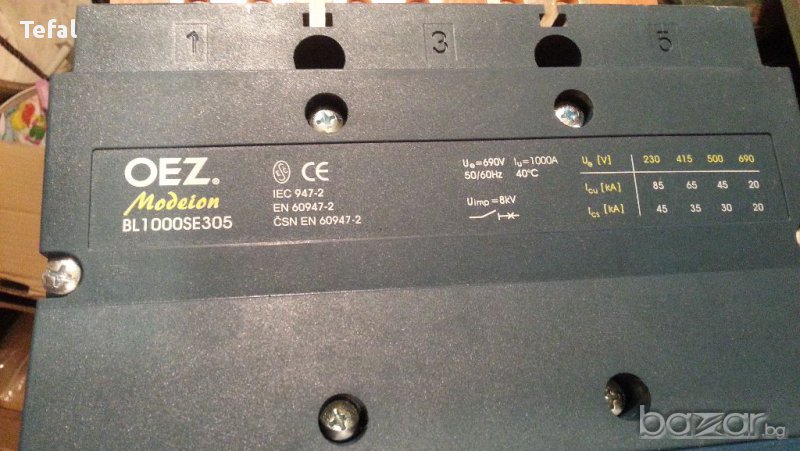 Tefal
1 3 5
OEZ.
Modeion
BL1000SE305
CE
IEC 947-2
EN 60947-2
ČSN EN 60947-2
Ue=690V Iu=1000A
50/60Hz 40°C
Uimp=8kV
Ue [V] 230 415 500 690
Icu [kA] 85 65 45 20
Ics [kA] 45 35 30 20
bazar.bg